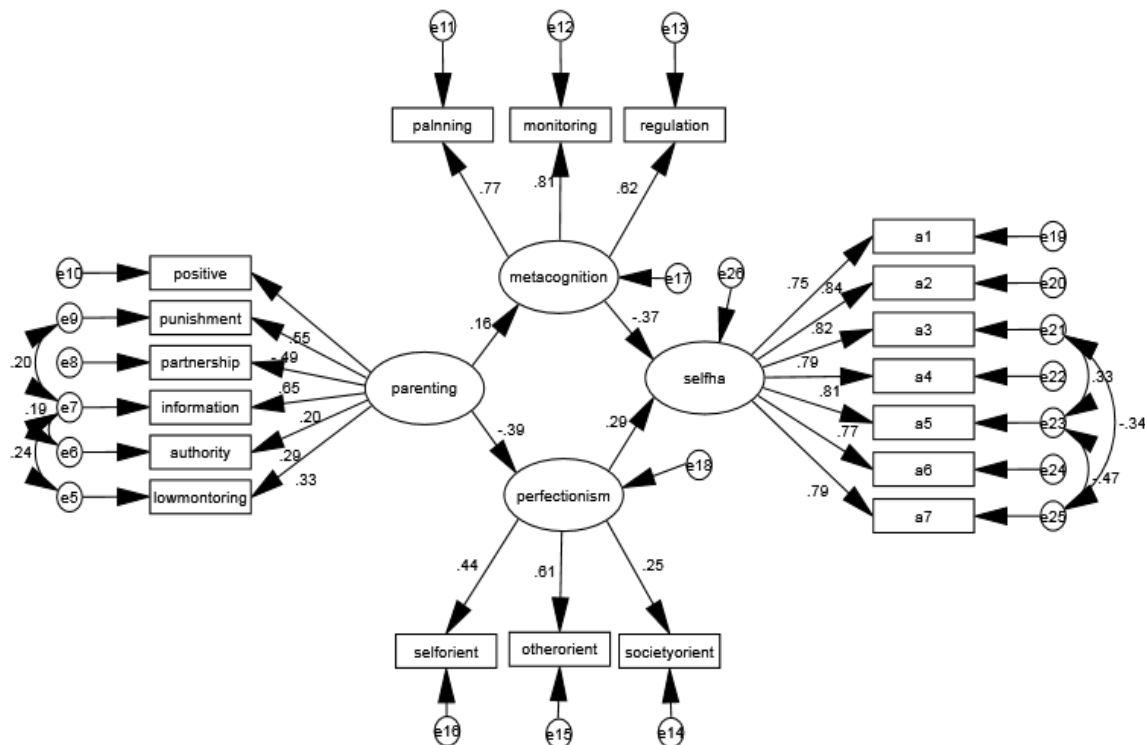 e11
e12
e13
palnning
monitoring
regulation
.77
.81
.62
e10
positive
e9
punishment
e8
partnership
e7
information
e6
authority
e5
lowmontoring
.20
.19
.24
.55
-.49
.65
.20
.29
.33
parenting
.16
-.39
metacognition
e17
-.37
e26
selfha
.29
perfectionism
e18
.44
.61
.25
selforient
otherorient
societyorient
e16
e15
e14
.75
.84
.82
.79
.81
.77
.79
a1
e19
a2
e20
a3
e21
a4
e22
a5
e23
a6
e24
a7
e25
.33
-.34
-.47